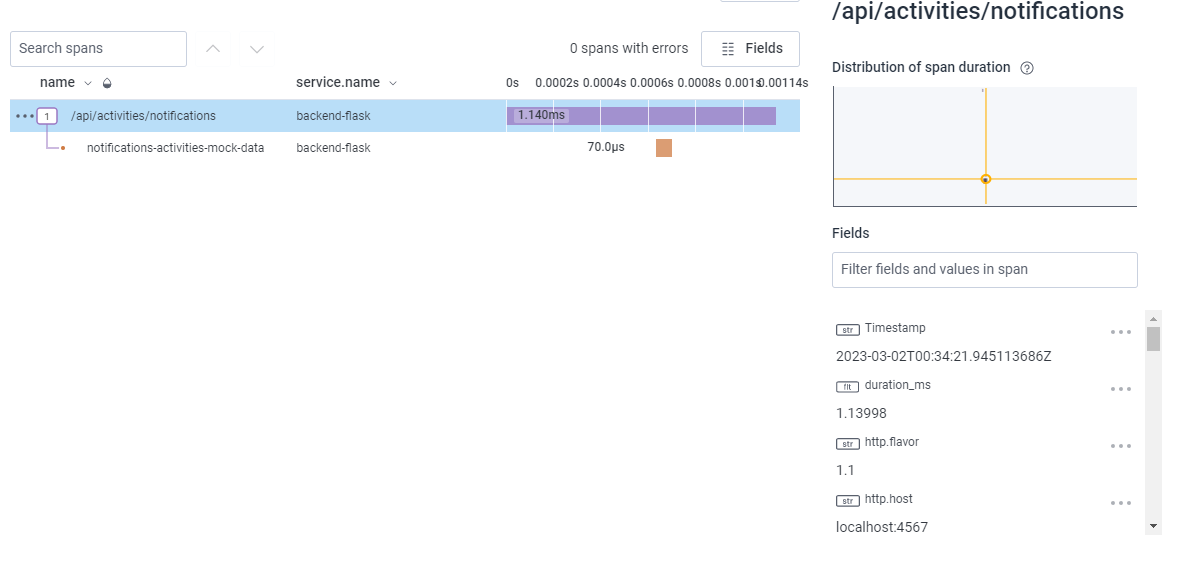 /api/activities/notifications
Search spans
0 spans with errors
Fields
name
service.name
0s 0.0002s 0.0004s 0.0006s 0.0008s 0.001s 0.00114s
1 /api/activities/notifications backend-flask 1.140ms
notifications-activities-mock-data backend-flask 70.0μs
Distribution of span duration ?
Fields
Filter fields and values in span
str Timestamp
2023-03-02T00:34:21.945113686Z
flt duration_ms
1.13998
str http.flavor
1.1
str http.host
localhost:4567